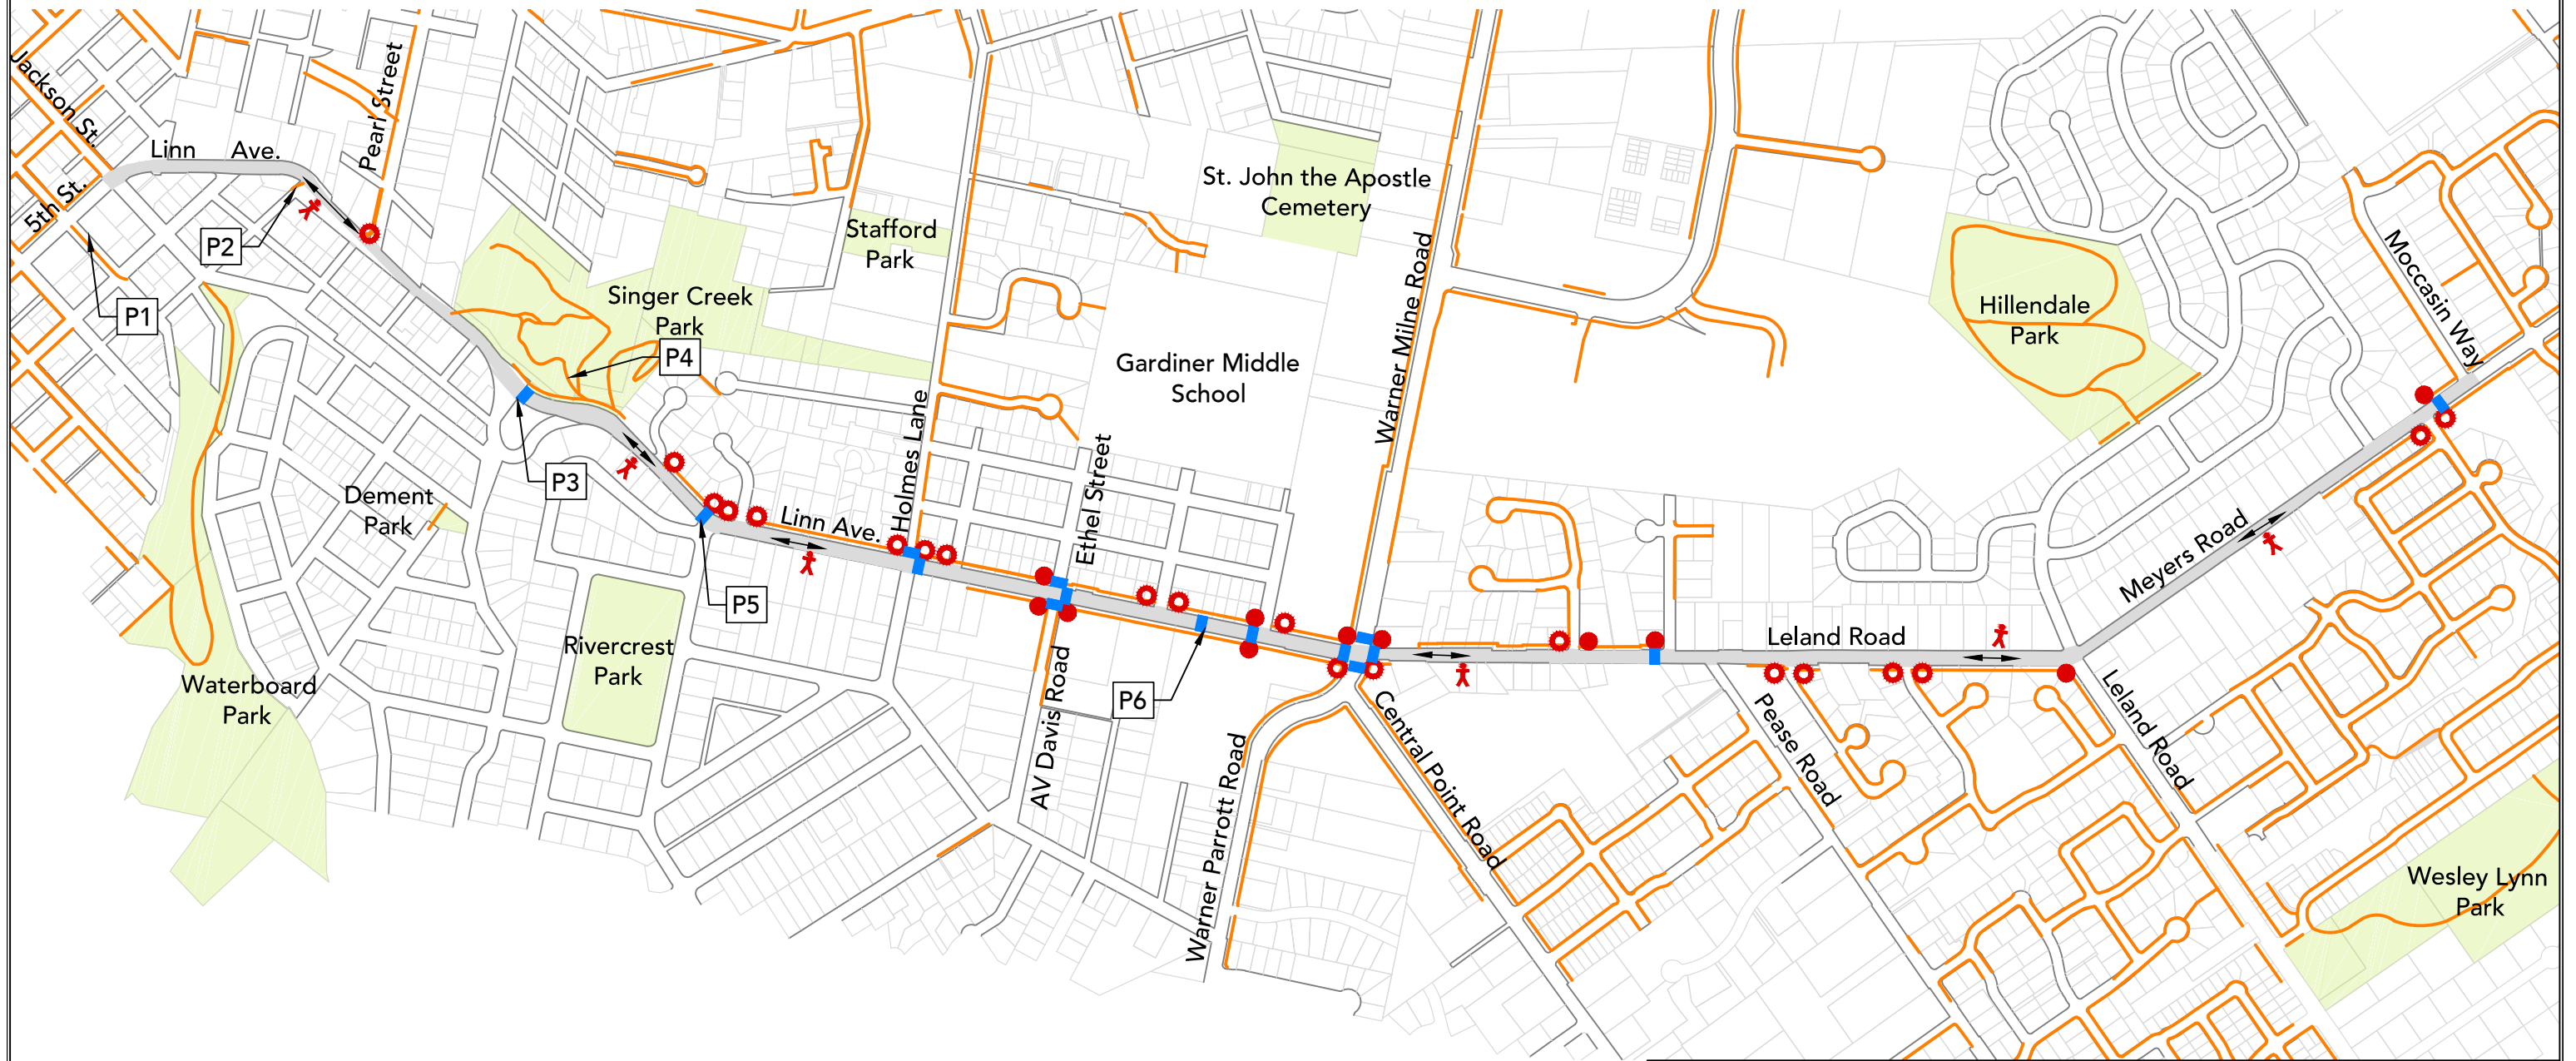 Jackson St.
Pearl Street
Linn Ave.
5th St.
P2
P1
St. John the Apostle
Cemetery
Stafford
Park
Singer Creek
Park
P4
Gardiner Middle
School
Warner Milne Road
Hillendale
Park
Moccasin Way
Holmes Lane
Ethel Street
P3
Dement
Park
Linn Ave.
P5
Meyers Road
Leland Road
Rivercrest
Park
Waterboard
Park
P6
AV Davis Road
Central Point Road
Pease Road
Leland Road
Warner Parrott Road
Wesley Lynn
Park